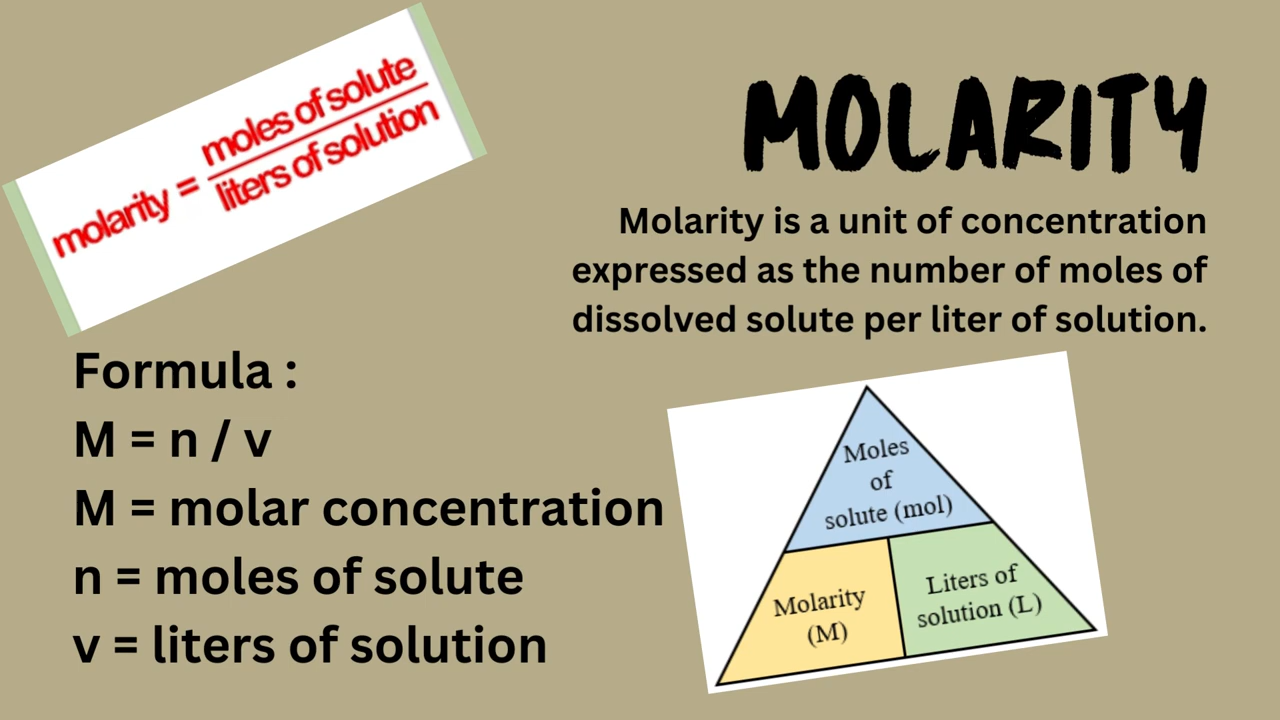 molarity = moles of solute
liters of solution
MOLARITY
Molarity is a unit of concentration
expressed as the number of moles of
dissolved solute per liter of solution.
Formula :
M = n / v
M = molar concentration
n = moles of solute
v = liters of solution
Moles
of
solute (mol)
Molarity
(M)
Liters of
solution (L)